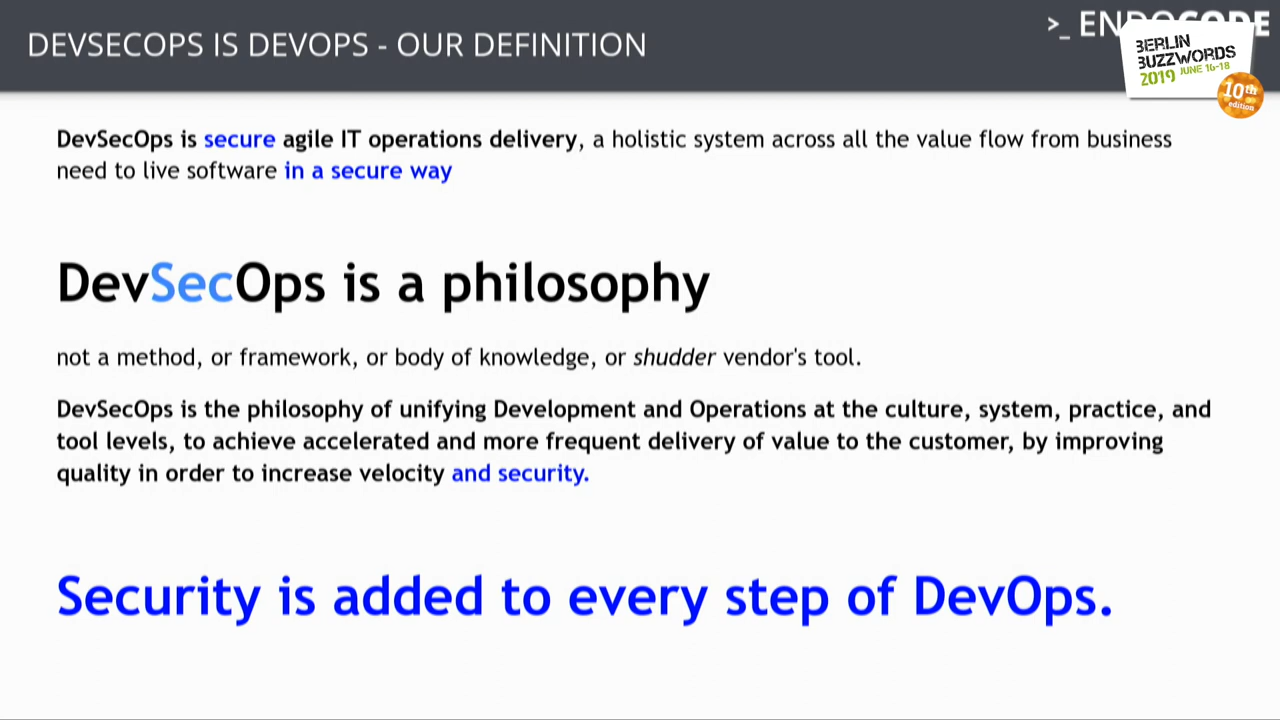 DEVSECOPS IS DEVOPS - OUR DEFINITION
>_ ENDOCODE
BERLIN
BUZZWORDS
2019 JUNE 16-18
10th
edition
DevSecOps is secure agile IT operations delivery, a holistic system across all the value flow from business
need to live software in a secure way
DevSecOps is a philosophy
not a method, or framework, or body of knowledge, or shudder vendor's tool.
DevSecOps is the philosophy of unifying Development and Operations at the culture, system, practice, and
tool levels, to achieve accelerated and more frequent delivery of value to the customer, by improving
quality in order to increase velocity and security.
Security is added to every step of DevOps.